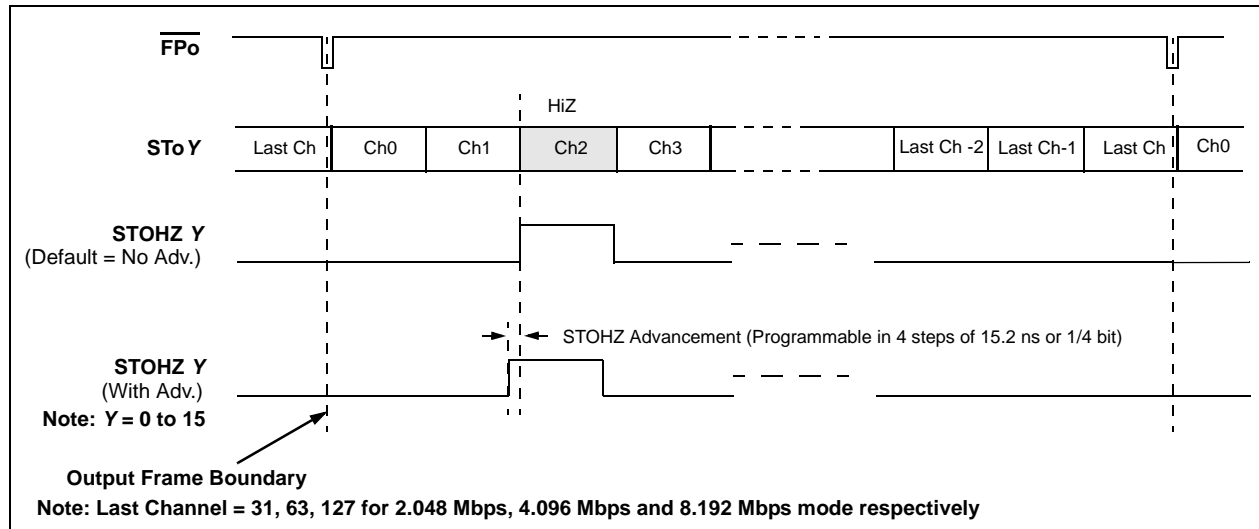 FPo
HiZ
STo Y Last Ch Ch0 Ch1 Ch2 Ch3 Last Ch -2 Last Ch-1 Last Ch Ch0
STOHZ Y
(Default = No Adv.)
STOHZ Advancement (Programmable in 4 steps of 15.2 ns or 1/4 bit)
STOHZ Y
(With Adv.)
Note: Y = 0 to 15
Output Frame Boundary
Note: Last Channel = 31, 63, 127 for 2.048 Mbps, 4.096 Mbps and 8.192 Mbps mode respectively